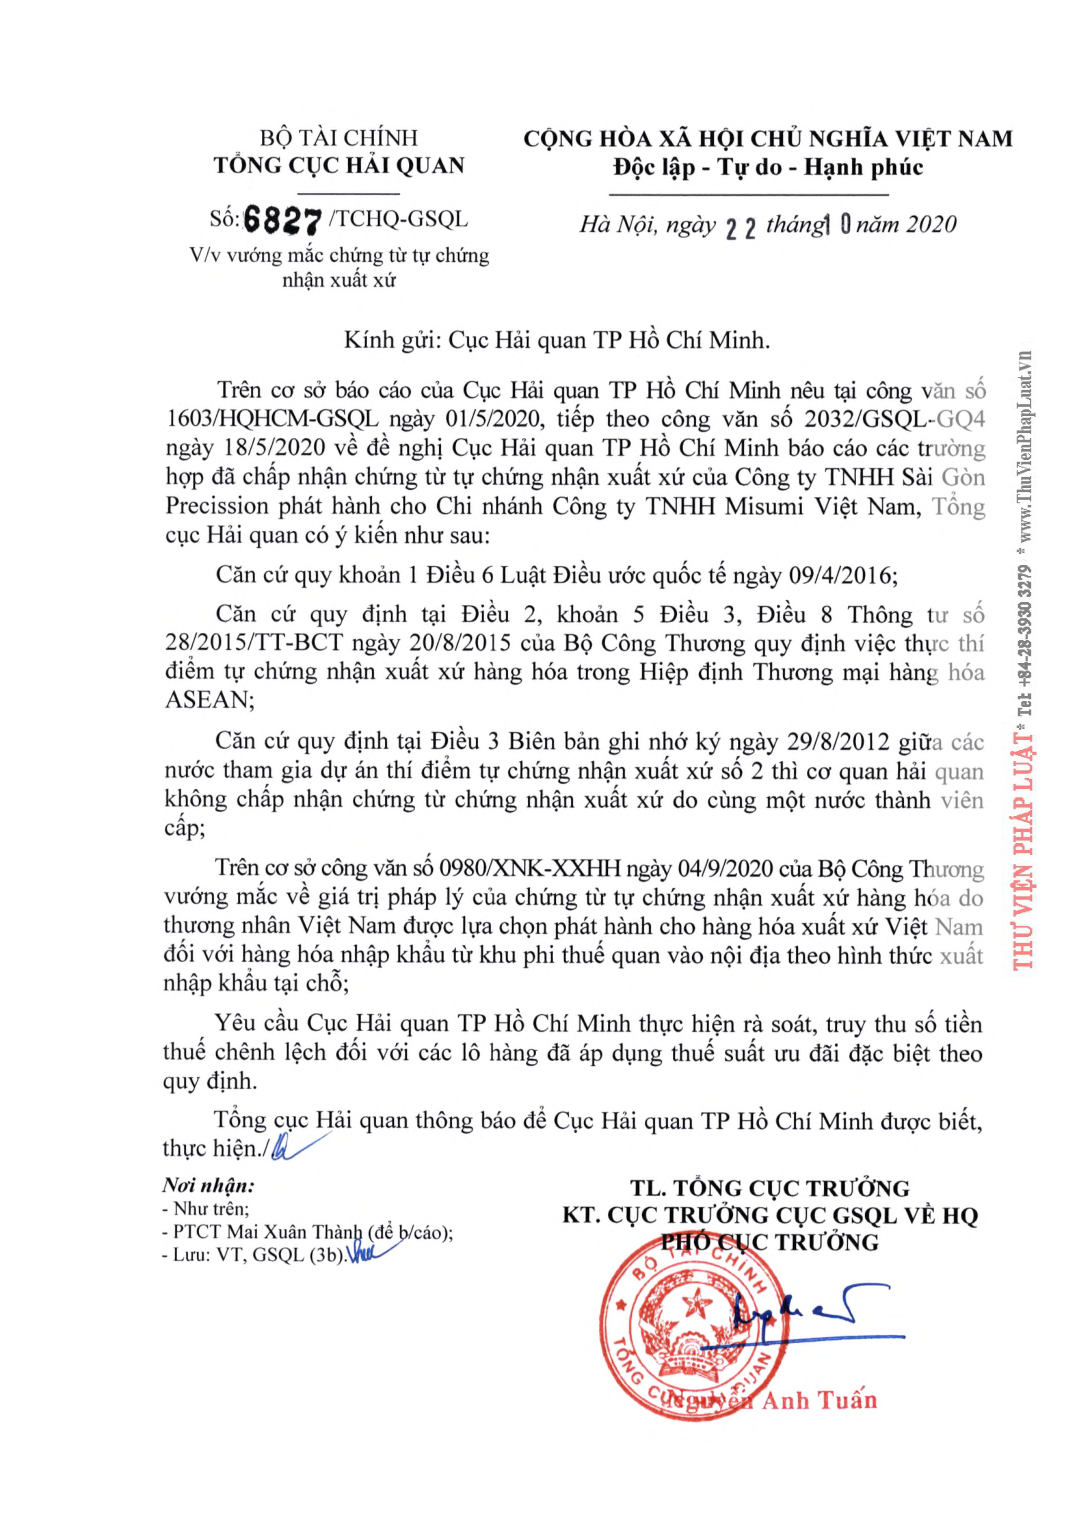 BỘ TÀI CHÍNH
TỔNG CỤC HẢI QUAN
Số: 6827 /TCHQ-GSQL
V/v vướng mắc chứng từ tự chứng
nhận xuất xứ
CỘNG HÒA XÃ HỘI CHỦ NGHĨA VIỆT NAM
Độc lập - Tự do - Hạnh phúc
Hà Nội, ngày 22 tháng 10 năm 2020
Kính gửi: Cục Hải quan TP Hồ Chí Minh.
Trên cơ sở báo cáo của Cục Hải quan TP Hồ Chí Minh nêu tại công văn số
1603/HQHCM-GSQL ngày 01/5/2020, tiếp theo công văn số 2032/GSQL-GQ4
ngày 18/5/2020 về đề nghị Cục Hải quan TP Hồ Chí Minh báo cáo các trường
hợp đã chấp nhận chứng từ tự chứng nhận xuất xứ của Công ty TNHH Sài Gòn
Precission phát hành cho Chi nhánh Công ty TNHH Misumi Việt Nam, Tổng
cục Hải quan có ý kiến như sau:
Căn cứ quy khoản 1 Điều 6 Luật Điều ước quốc tế ngày 09/4/2016;
Căn cứ quy định tại Điều 2, khoản 5 Điều 3, Điều 8 Thông tư số
28/2015/TT-BCT ngày 20/8/2015 của Bộ Công Thương quy định việc thực thí
điểm tự chứng nhận xuất xứ hàng hóa trong Hiệp định Thương mại hàng hóa
ASEAN;
Căn cứ quy định tại Điều 3 Biên bản ghi nhớ ký ngày 29/8/2012 giữa các
nước tham gia dự án thí điểm tự chứng nhận xuất xứ số 2 thì cơ quan hải quan
không chấp nhận chứng từ chứng nhận xuất xứ do cùng một nước thành viên
cấp;
Trên cơ sở công văn số 0980/XNK-XXHH ngày 04/9/2020 của Bộ Công Thương
vướng mắc về giá trị pháp lý của chứng từ tự chứng nhận xuất xứ hàng hóa do
thương nhân Việt Nam được lựa chọn phát hành cho hàng hóa xuất xứ Việt Nam
đối với hàng hóa nhập khẩu từ khu phi thuế quan vào nội địa theo hình thức xuất
nhập khẩu tại chỗ;
Yêu cầu Cục Hải quan TP Hồ Chí Minh thực hiện rà soát, truy thu số tiền
thuế chênh lệch đối với các lô hàng đã áp dụng thuế suất ưu đãi đặc biệt theo
quy định.
Tổng cục Hải quan thông báo để Cục Hải quan TP Hồ Chí Minh được biết,
thực hiện./.
Nơi nhận:
- Như trên;
- PTCT Mai Xuân Thành (để b/cáo);
- Lưu: VT, GSQL (3b).
TL. TỔNG CỤC TRƯỞNG
KT. CỤC TRƯỞNG CỤC GSQL VỀ HQ
PHÓ CỤC TRƯỞNG
BỘ TÀI CHÍNH
TỔNG CỤC HẢI QUAN
Nguyễn Anh Tuấn
THƯ VIỆN PHÁP LUẬT * Tel: +84-28-3930 3279 * www.ThuVienPhapLuat.vn